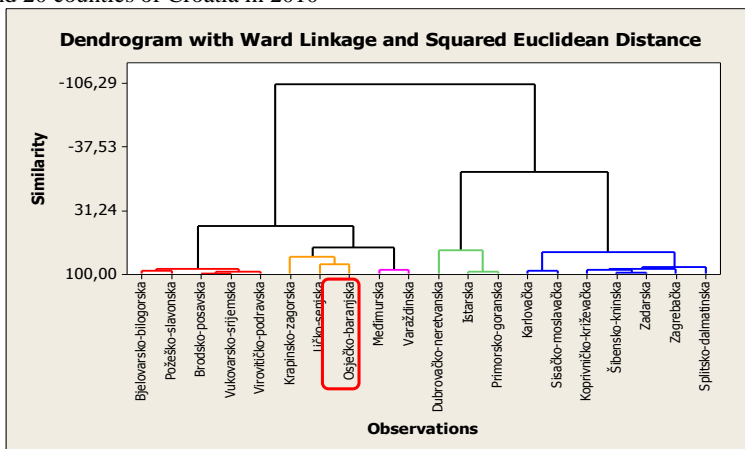 nd 20 counties of Croatia in 2010
Dendrogram with Ward Linkage and Squared Euclidean Distance
Similarity
-106,29
-37,53
31,24
100,00
Bjelovarsko-bilogorska
Požeško-slavonska
Brodsko-posavska
Vukovarsko-srijemska
Virovitičko-podravska
Krapinsko-zagorska
Ličko-senjska
Osječko-baranjska
Međimurska
Varaždinska
Dubrovačko-neretvanska
Istarska
Primorsko-goranska
Karlovačka
Sisačko-moslavačka
Koprivničko-križevačka
Šibensko-kninska
Zadarska
Zagrebačka
Splitsko-dalmatinska
Observations